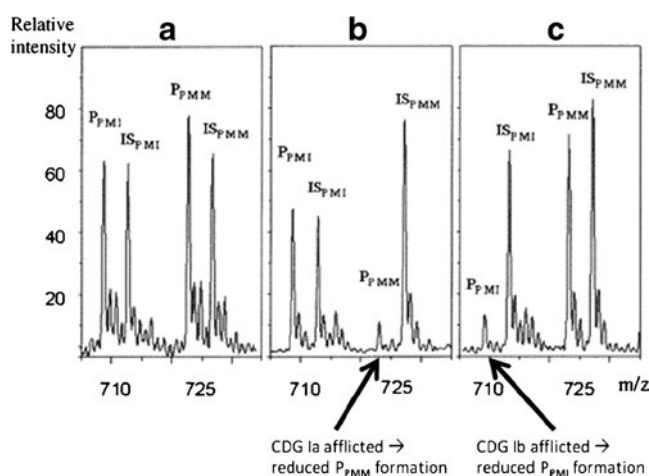 Relative
intensity
a
b
c
80
60
40
20
P_PMI
IS_PMI
P_PMM
IS_PMM
P_PMI
IS_PMI
P_PMM
IS_PMM
P_PMI
IS_PMI
P_PMM
IS_PMM
710 725 710 725 710 725 m/z
CDG Ia afflicted →
reduced P_PMM formation
CDG Ib afflicted →
reduced P_PMI formation